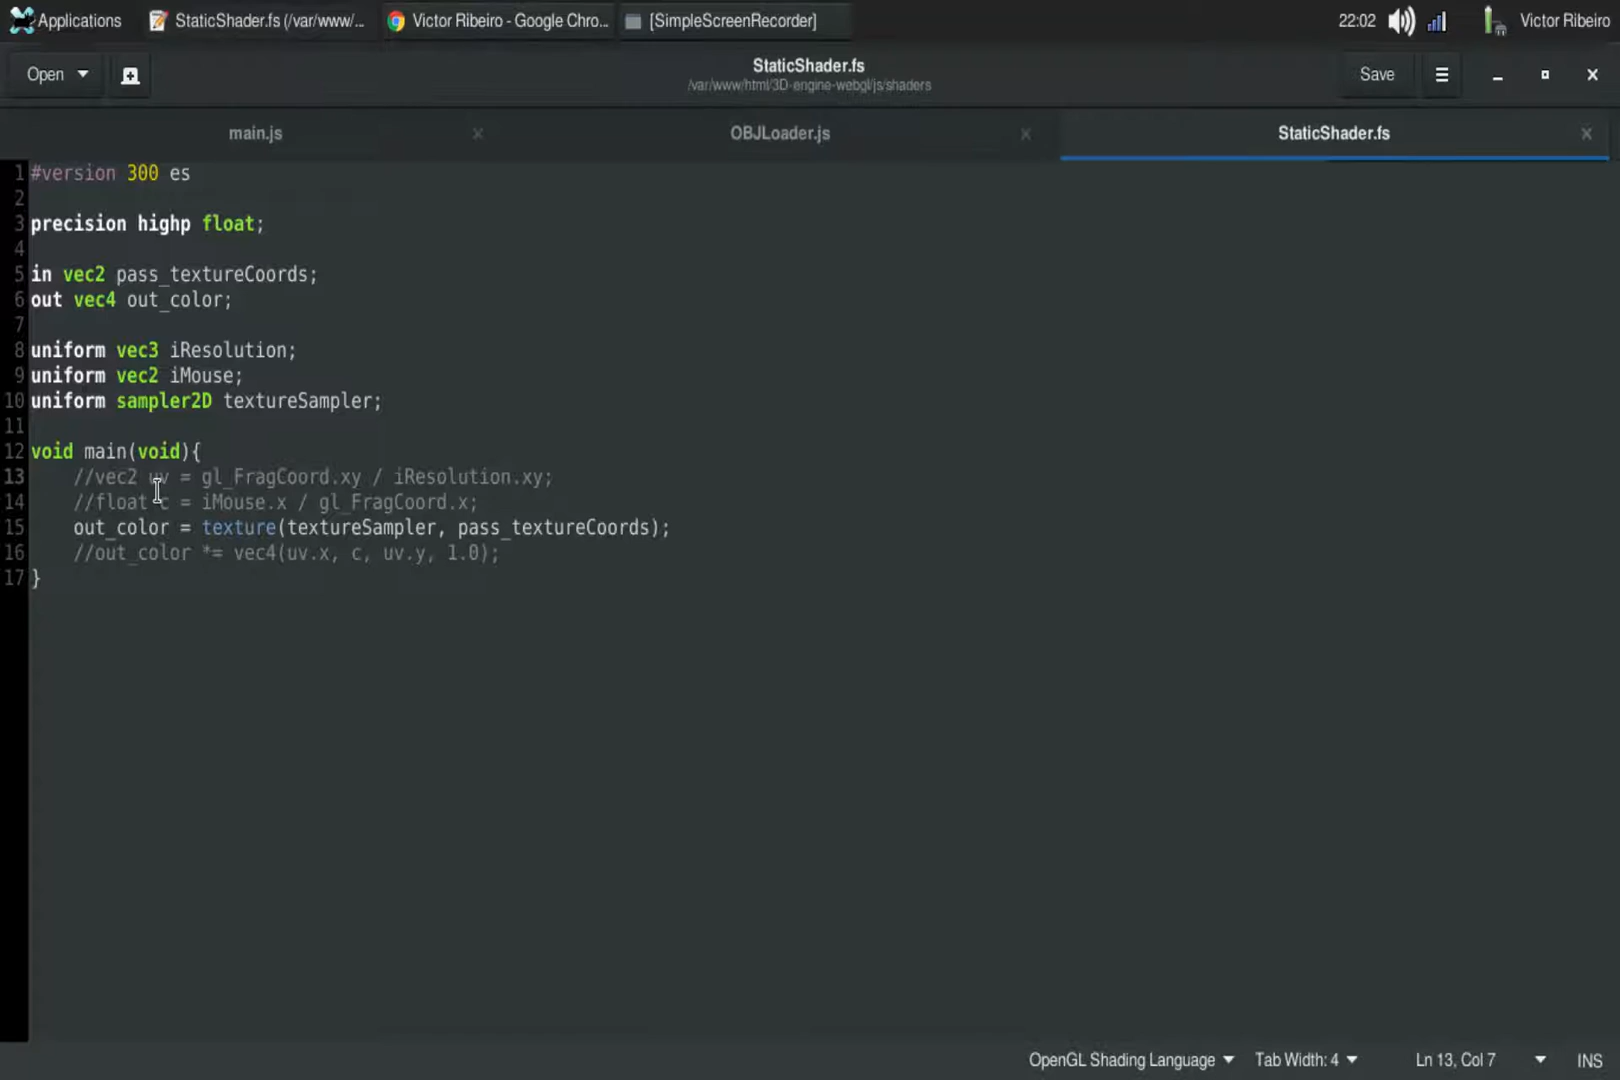 Applications StaticShader.fs (/var/www/... Victor Ribeiro - Google Chro... [SimpleScreenRecorder] 22:02 Victor Ribeiro
Open StaticShader.fs Save
/var/www/html/3D-engine-webgl/js/shaders
main.js OBJLoader.js StaticShader.fs
1 #version 300 es
2
3 precision highp float;
4
5 in vec2 pass_textureCoords;
6 out vec4 out_color;
7
8 uniform vec3 iResolution;
9 uniform vec2 iMouse;
10 uniform sampler2D textureSampler;
11
12 void main(void){
13 //vec2 uv = gl_FragCoord.xy / iResolution.xy;
14 //float c = iMouse.x / gl_FragCoord.x;
15 out_color = texture(textureSampler, pass_textureCoords);
16 //out_color *= vec4(uv.x, c, uv.y, 1.0);
17 }
OpenGL Shading Language Tab Width: 4 Ln 13, Col 7 INS